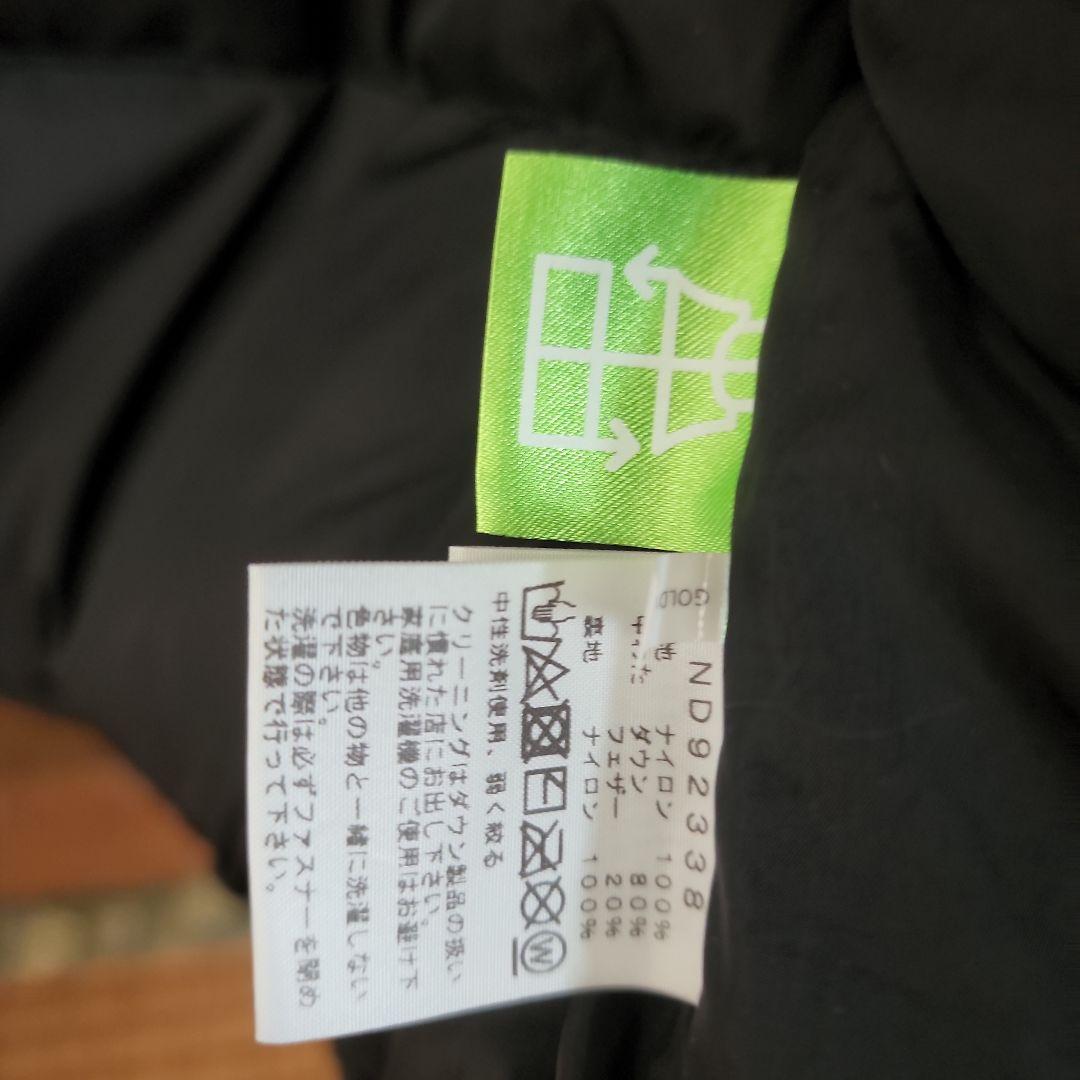 GOLD
ND92338
地 ナイロン 100%
中わた ダウン 80%
フェザー 20%
裏地 ナイロン 100%
W
中性洗剤使用、弱く絞る
クリーニングはダウン製品の扱い
に慣れた店にお出し下さい。
家庭用洗濯機のご使用はお避け下
さい。
色物は他の物と一緒に洗濯しない
で下さい。
洗濯の際は必ずファスナーを閉め
た状態で行って下さい。